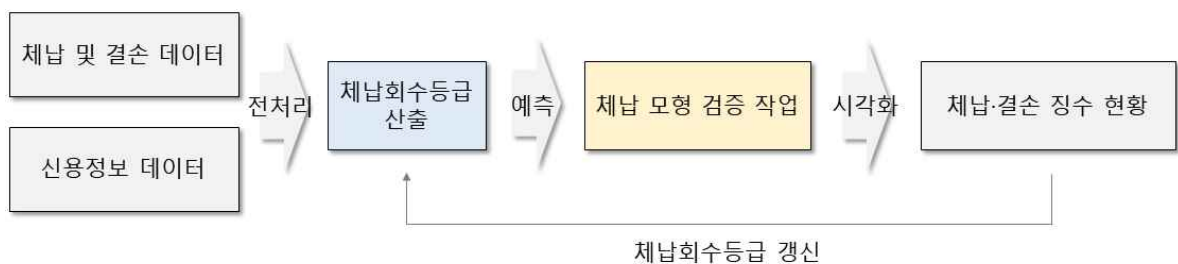 체납 및 결손 데이터
신용정보 데이터
전처리
체납회수등급
산출
예측
체납 모형 검증 작업
시각화
체납·결손 징수 현황
체납회수등급 갱신